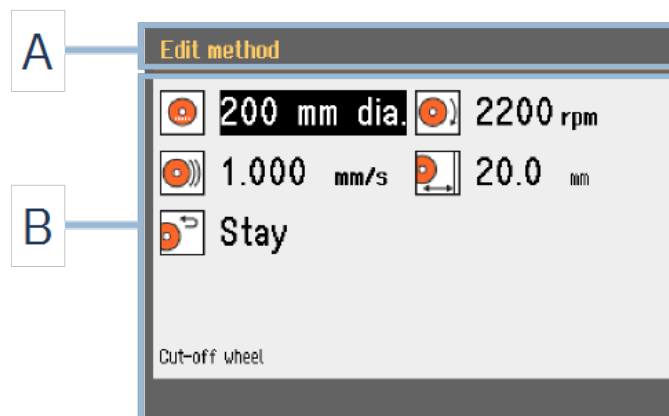 A
Edit method
200 mm dia. 2200 rpm
1.000 mm/s 20.0 mm
B
Stay
Cut-off wheel